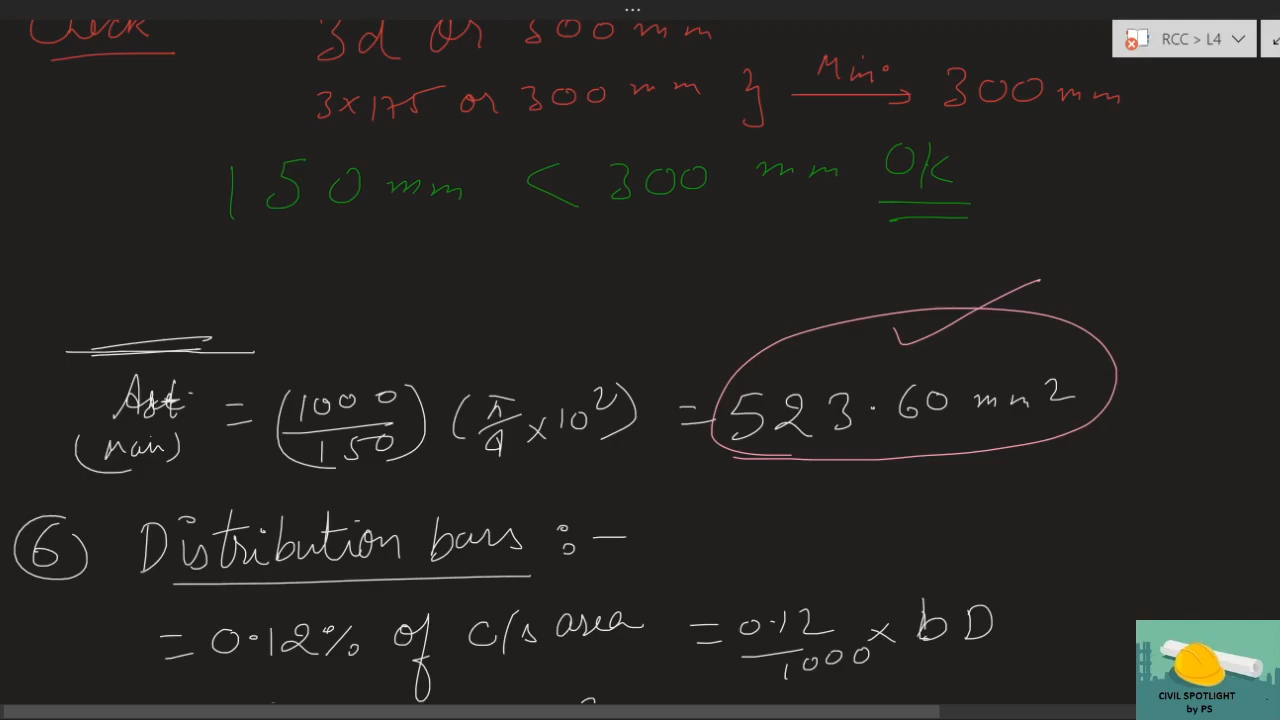 ...
RCC > L4
Check 3d or 300 mm
3 x 175 or 300 mm } Min. → 300 mm
150 mm < 300 mm OK
Ast = (1000/150) (π/4 x 10²) = 523.60 mm²
(main)
6 Distribution bars :-
= 0.12% of c/s area = 0.12/1000 x bD
CIVIL SPOTLIGHT
by PS